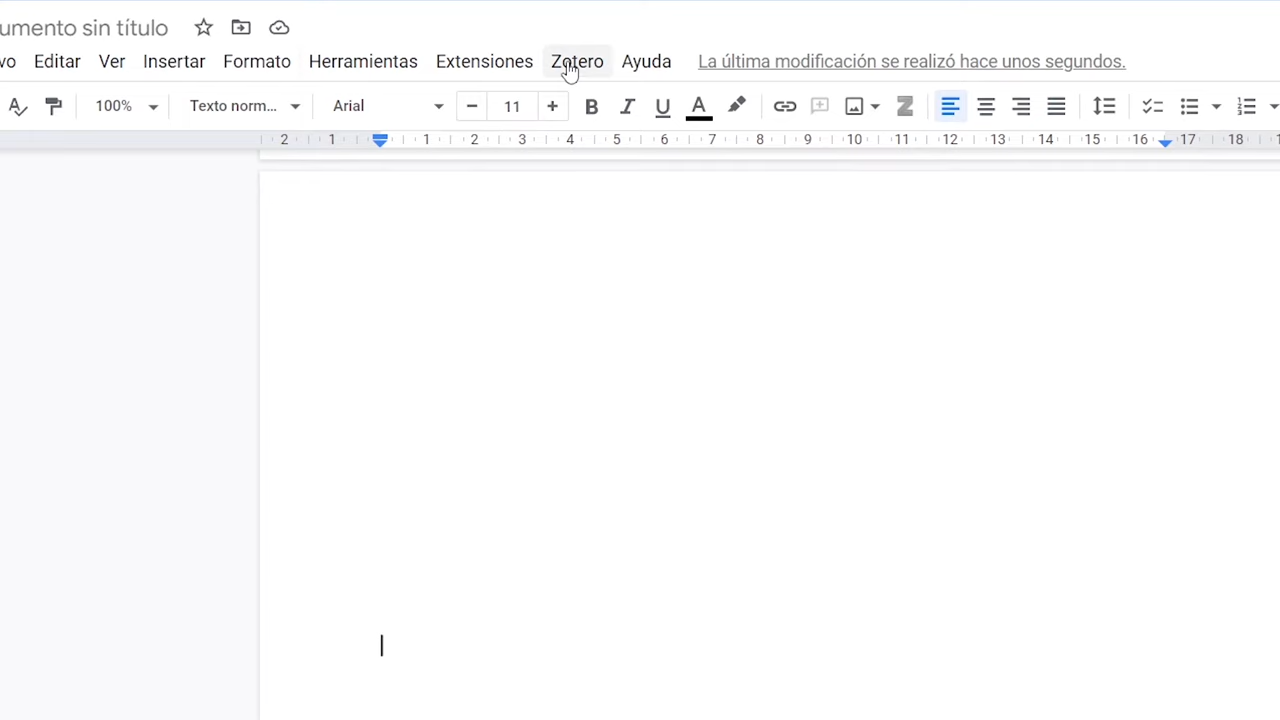 umento sin título
vo Editar Ver Insertar Formato Herramientas Extensiones Zotero Ayuda La última modificación se realizó hace unos segundos.
100% Texto norm... Arial 11 B I U A
2 1 1 2 3 4 5 6 7 8 9 10 11 12 13 14 15 16 17 18